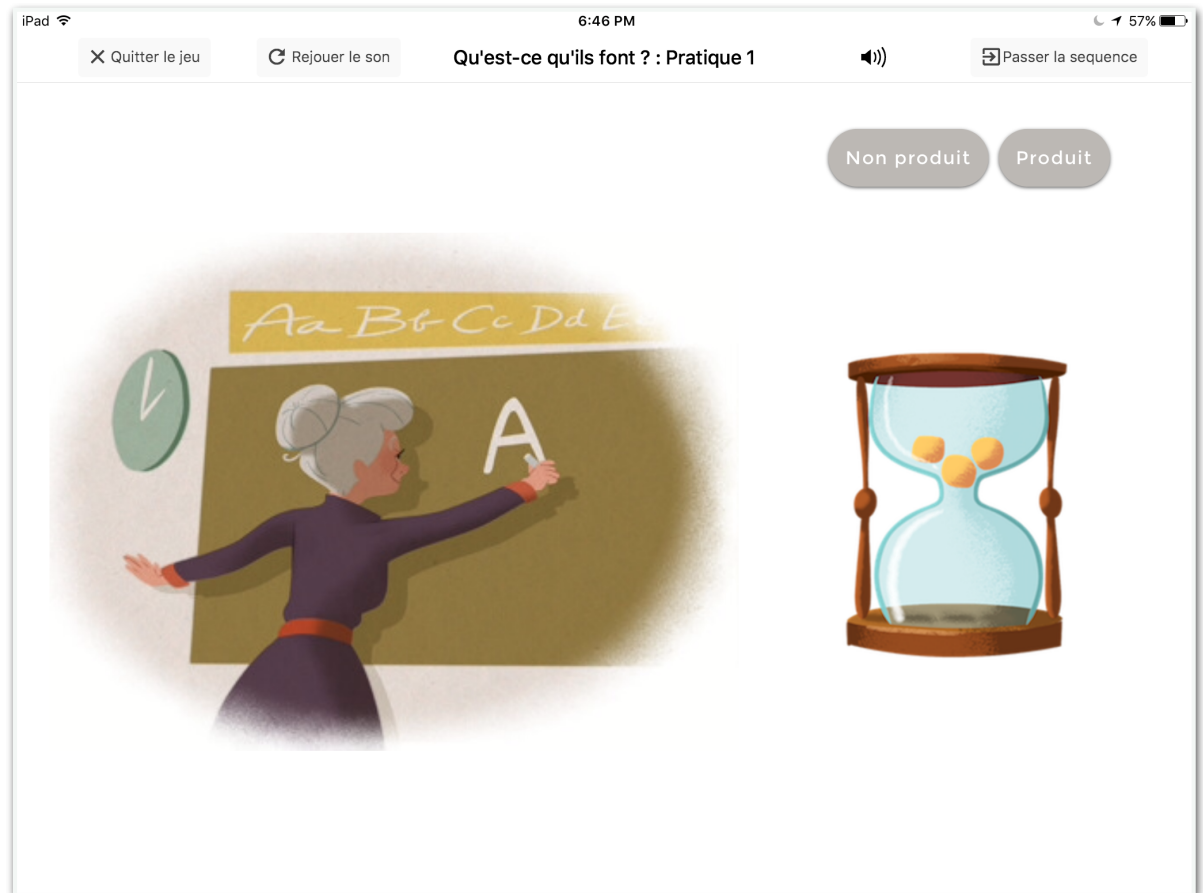 iPad 6:46 PM 57%
Quitter le jeu Rejouer le son Qu'est-ce qu'ils font ? : Pratique 1 Passer la sequence
Non produit Produit
Aa Bb Cc Dd E
A